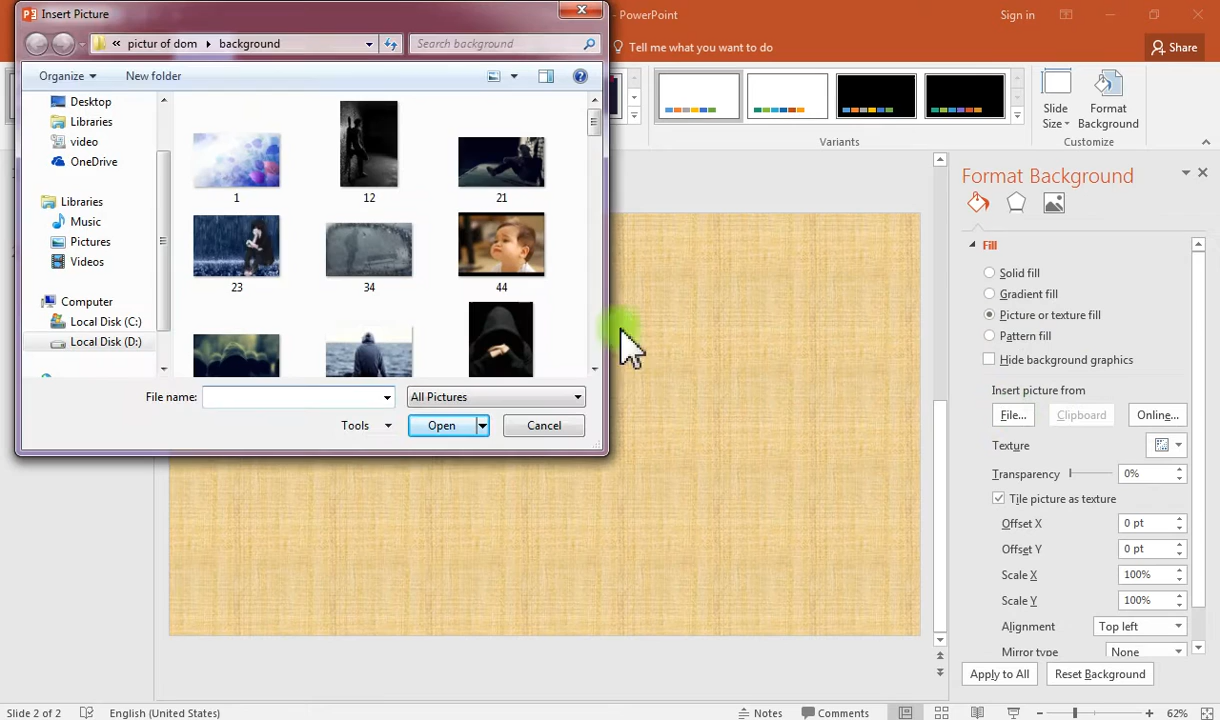 Insert Picture
- PowerPoint
Sign in
Tell me what you want to do
Share
« pictur of dom ▸ background
Search background
Organize
New folder
Desktop
Libraries
video
OneDrive
Libraries
Music
Pictures
Videos
Computer
Local Disk (C:)
Local Disk (D:)
1
12
21
23
34
44
File name:
All Pictures
Tools
Open
Cancel
Variants
Slide Size
Format Background
Customize
Format Background
Fill
Solid fill
Gradient fill
Picture or texture fill
Pattern fill
Hide background graphics
Insert picture from
File...
Clipboard
Online...
Texture
Transparency
0%
Tile picture as texture
Offset X
0 pt
Offset Y
0 pt
Scale X
100%
Scale Y
100%
Alignment
Top left
Mirror type
None
Apply to All
Reset Background
Slide 2 of 2
English (United States)
Notes
Comments
62%